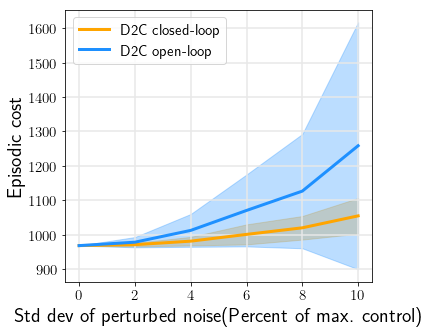 D2C closed-loop
D2C open-loop
Episodic cost
1600
1500
1400
1300
1200
1100
1000
900
0 2 4 6 8 10
Std dev of perturbed noise(Percent of max. control)